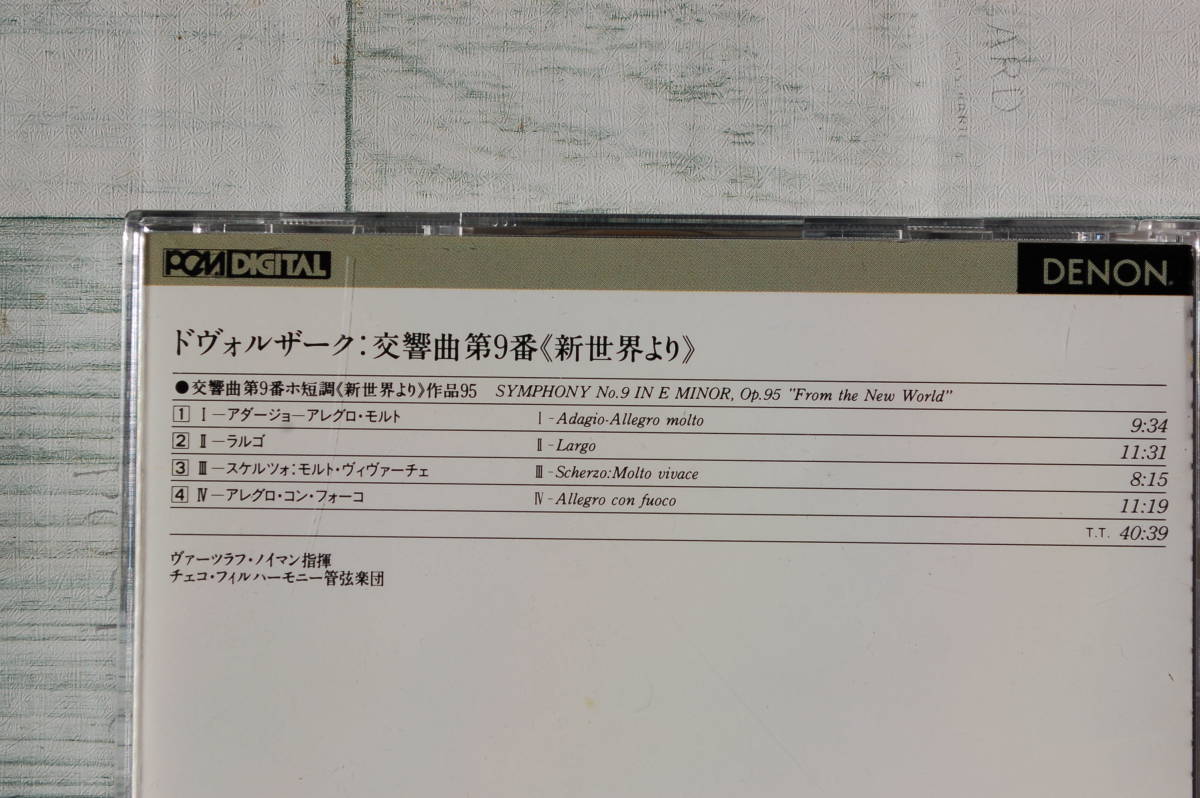 ARD
PCM DIGITAL
DENON
ドヴォルザーク:交響曲第9番《新世界より》
●交響曲第9番ホ短調《新世界より》作品95 SYMPHONY No.9 IN E MINOR, Op.95 "From the New World"
1 Ⅰ—アダージョ—アレグロ・モルト Ⅰ-Adagio-Allegro molto 9:34
2 Ⅱ—ラルゴ Ⅱ-Largo 11:31
3 Ⅲ—スケルツォ:モルト・ヴィヴァーチェ Ⅲ-Scherzo:Molto vivace 8:15
4 Ⅳ—アレグロ・コン・フォーコ Ⅳ-Allegro con fuoco 11:19
T.T. 40:39
ヴァーツラフ・ノイマン指揮
チェコ・フィルハーモニー管弦楽団